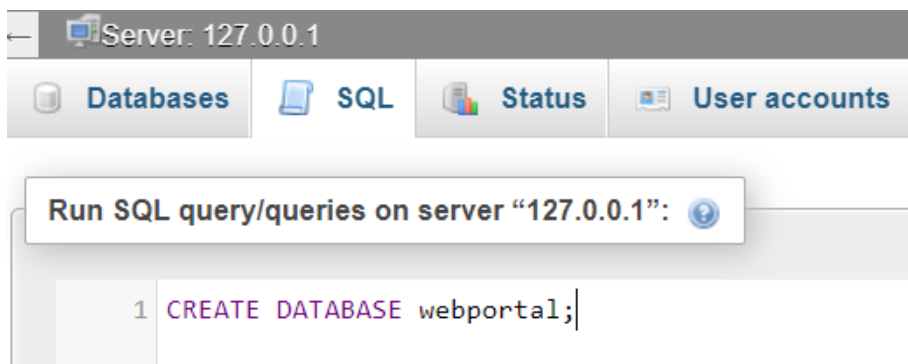 Server: 127.0.0.1
Databases SQL Status User accounts
Run SQL query/queries on server “127.0.0.1”:
1 CREATE DATABASE webportal;